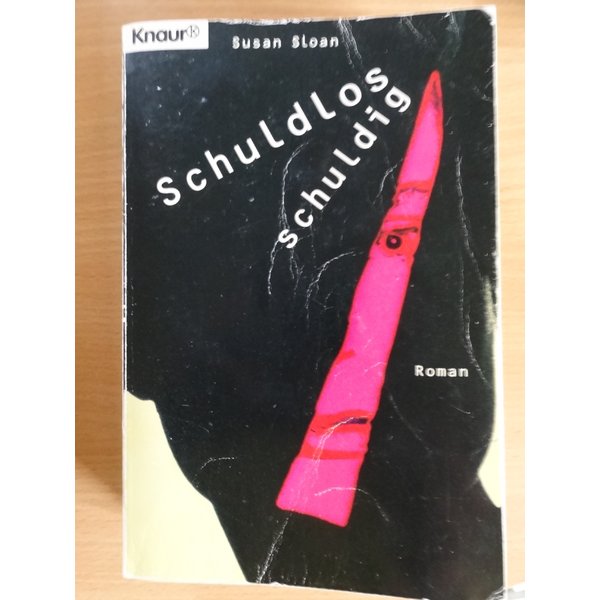 Knaur®
Susan Sloan
Schuldlos
schuldig
Roman